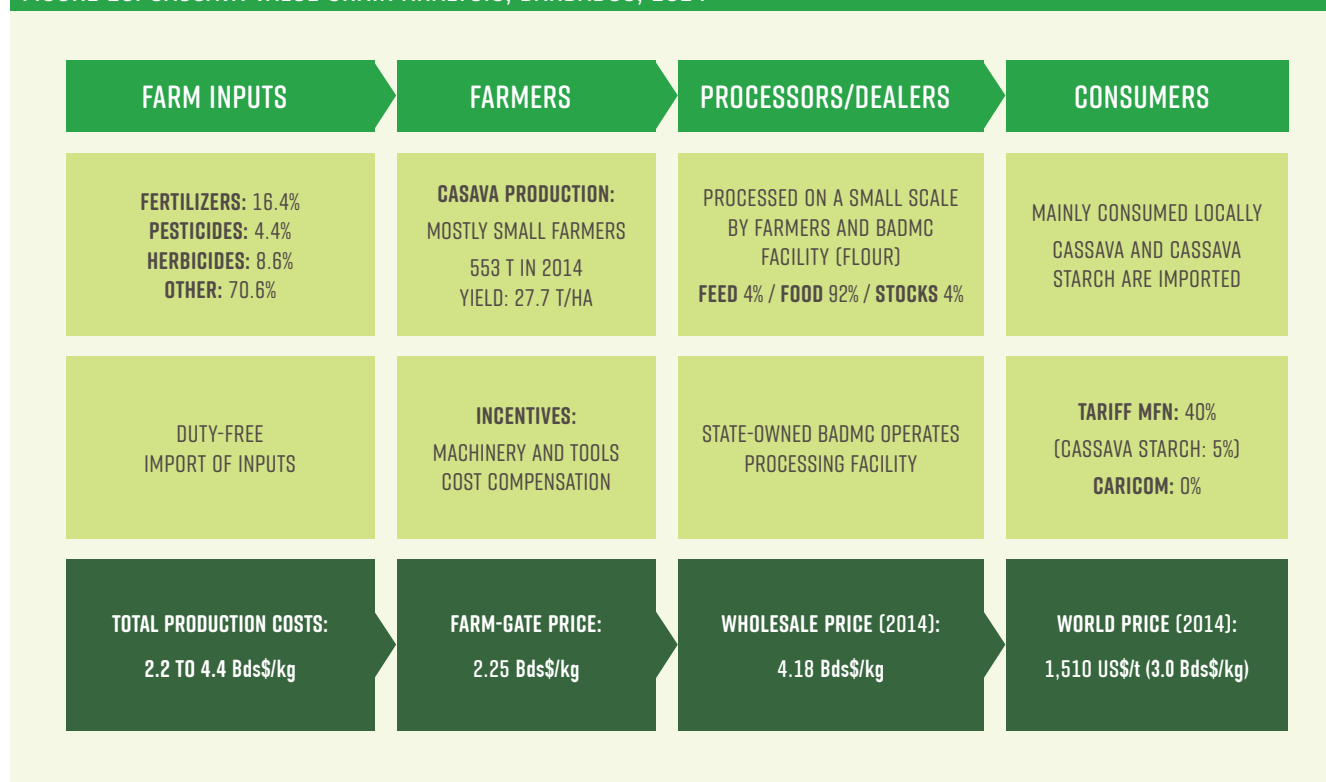 FARM INPUTS
FARMERS
PROCESSORS/DEALERS
CONSUMERS
FERTILIZERS: 16.4%
PESTICIDES: 4.4%
HERBICIDES: 8.6%
OTHER: 70.6%
CASAVA PRODUCTION:
MOSTLY SMALL FARMERS
553 T IN 2014
YIELD: 27.7 T/HA
PROCESSED ON A SMALL SCALE
BY FARMERS AND BADMC
FACILITY (FLOUR)
FEED 4% / FOOD 92% / STOCKS 4%
MAINLY CONSUMED LOCALLY
CASSAVA AND CASSAVA
STARCH ARE IMPORTED
DUTY-FREE
IMPORT OF INPUTS
INCENTIVES:
MACHINERY AND TOOLS
COST COMPENSATION
STATE-OWNED BADMC OPERATES
PROCESSING FACILITY
TARIFF MFN: 40%
(CASSAVA STARCH: 5%)
CARICOM: 0%
TOTAL PRODUCTION COSTS:
2.2 TO 4.4 Bds$/kg
FARM-GATE PRICE:
2.25 Bds$/kg
WHOLESALE PRICE (2014):
4.18 Bds$/kg
WORLD PRICE (2014):
1,510 US$/t (3.0 Bds$/kg)